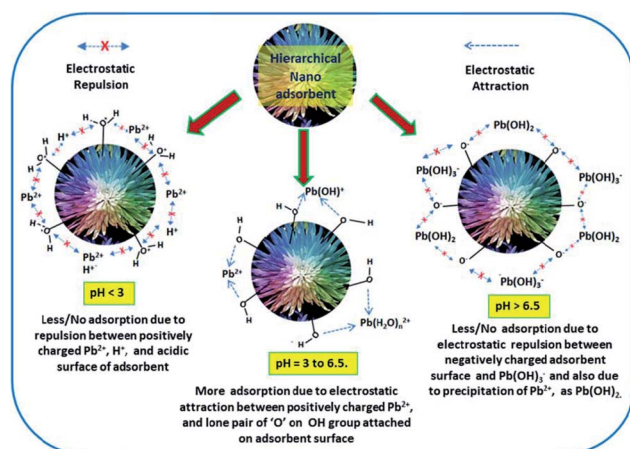 Electrostatic
Repulsion
Hierarchical
Nano
adsorbent
Electrostatic
Attraction
H
H
H
H⁺
O⁺
Pb²⁺
H
O⁺
H
O⁺
H
Pb²⁺
Pb²⁺
H⁺
H
O⁺
H
O⁺
H
H
Pb²⁺
H⁺
pH < 3
Less/No adsorption due to
repulsion between positively
charged Pb²⁺, H⁺, and acidic
surface of adsorbent
Pb(OH)⁺
H
O
O
H
H
O
Pb²⁺
O
H
O
H
O
H
Pb(H₂O)ₙ²⁺
pH = 3 to 6.5.
More adsorption due to electrostatic
attraction between positively charged Pb²⁺,
and lone pair of 'O' on OH group attached
on adsorbent surface
Pb(OH)₂
O⁻
O⁻
Pb(OH)₃⁻
Pb(OH)₃⁻
O⁻
O⁻
Pb(OH)₂
Pb(OH)₂
O⁻
O⁻
Pb(OH)₃⁻
pH > 6.5
Less/No adsorption due to
electrostatic repulsion between
negatively charged adsorbent
surface and Pb(OH)₃⁻ and also due
to precipitation of Pb²⁺, as Pb(OH)₂.